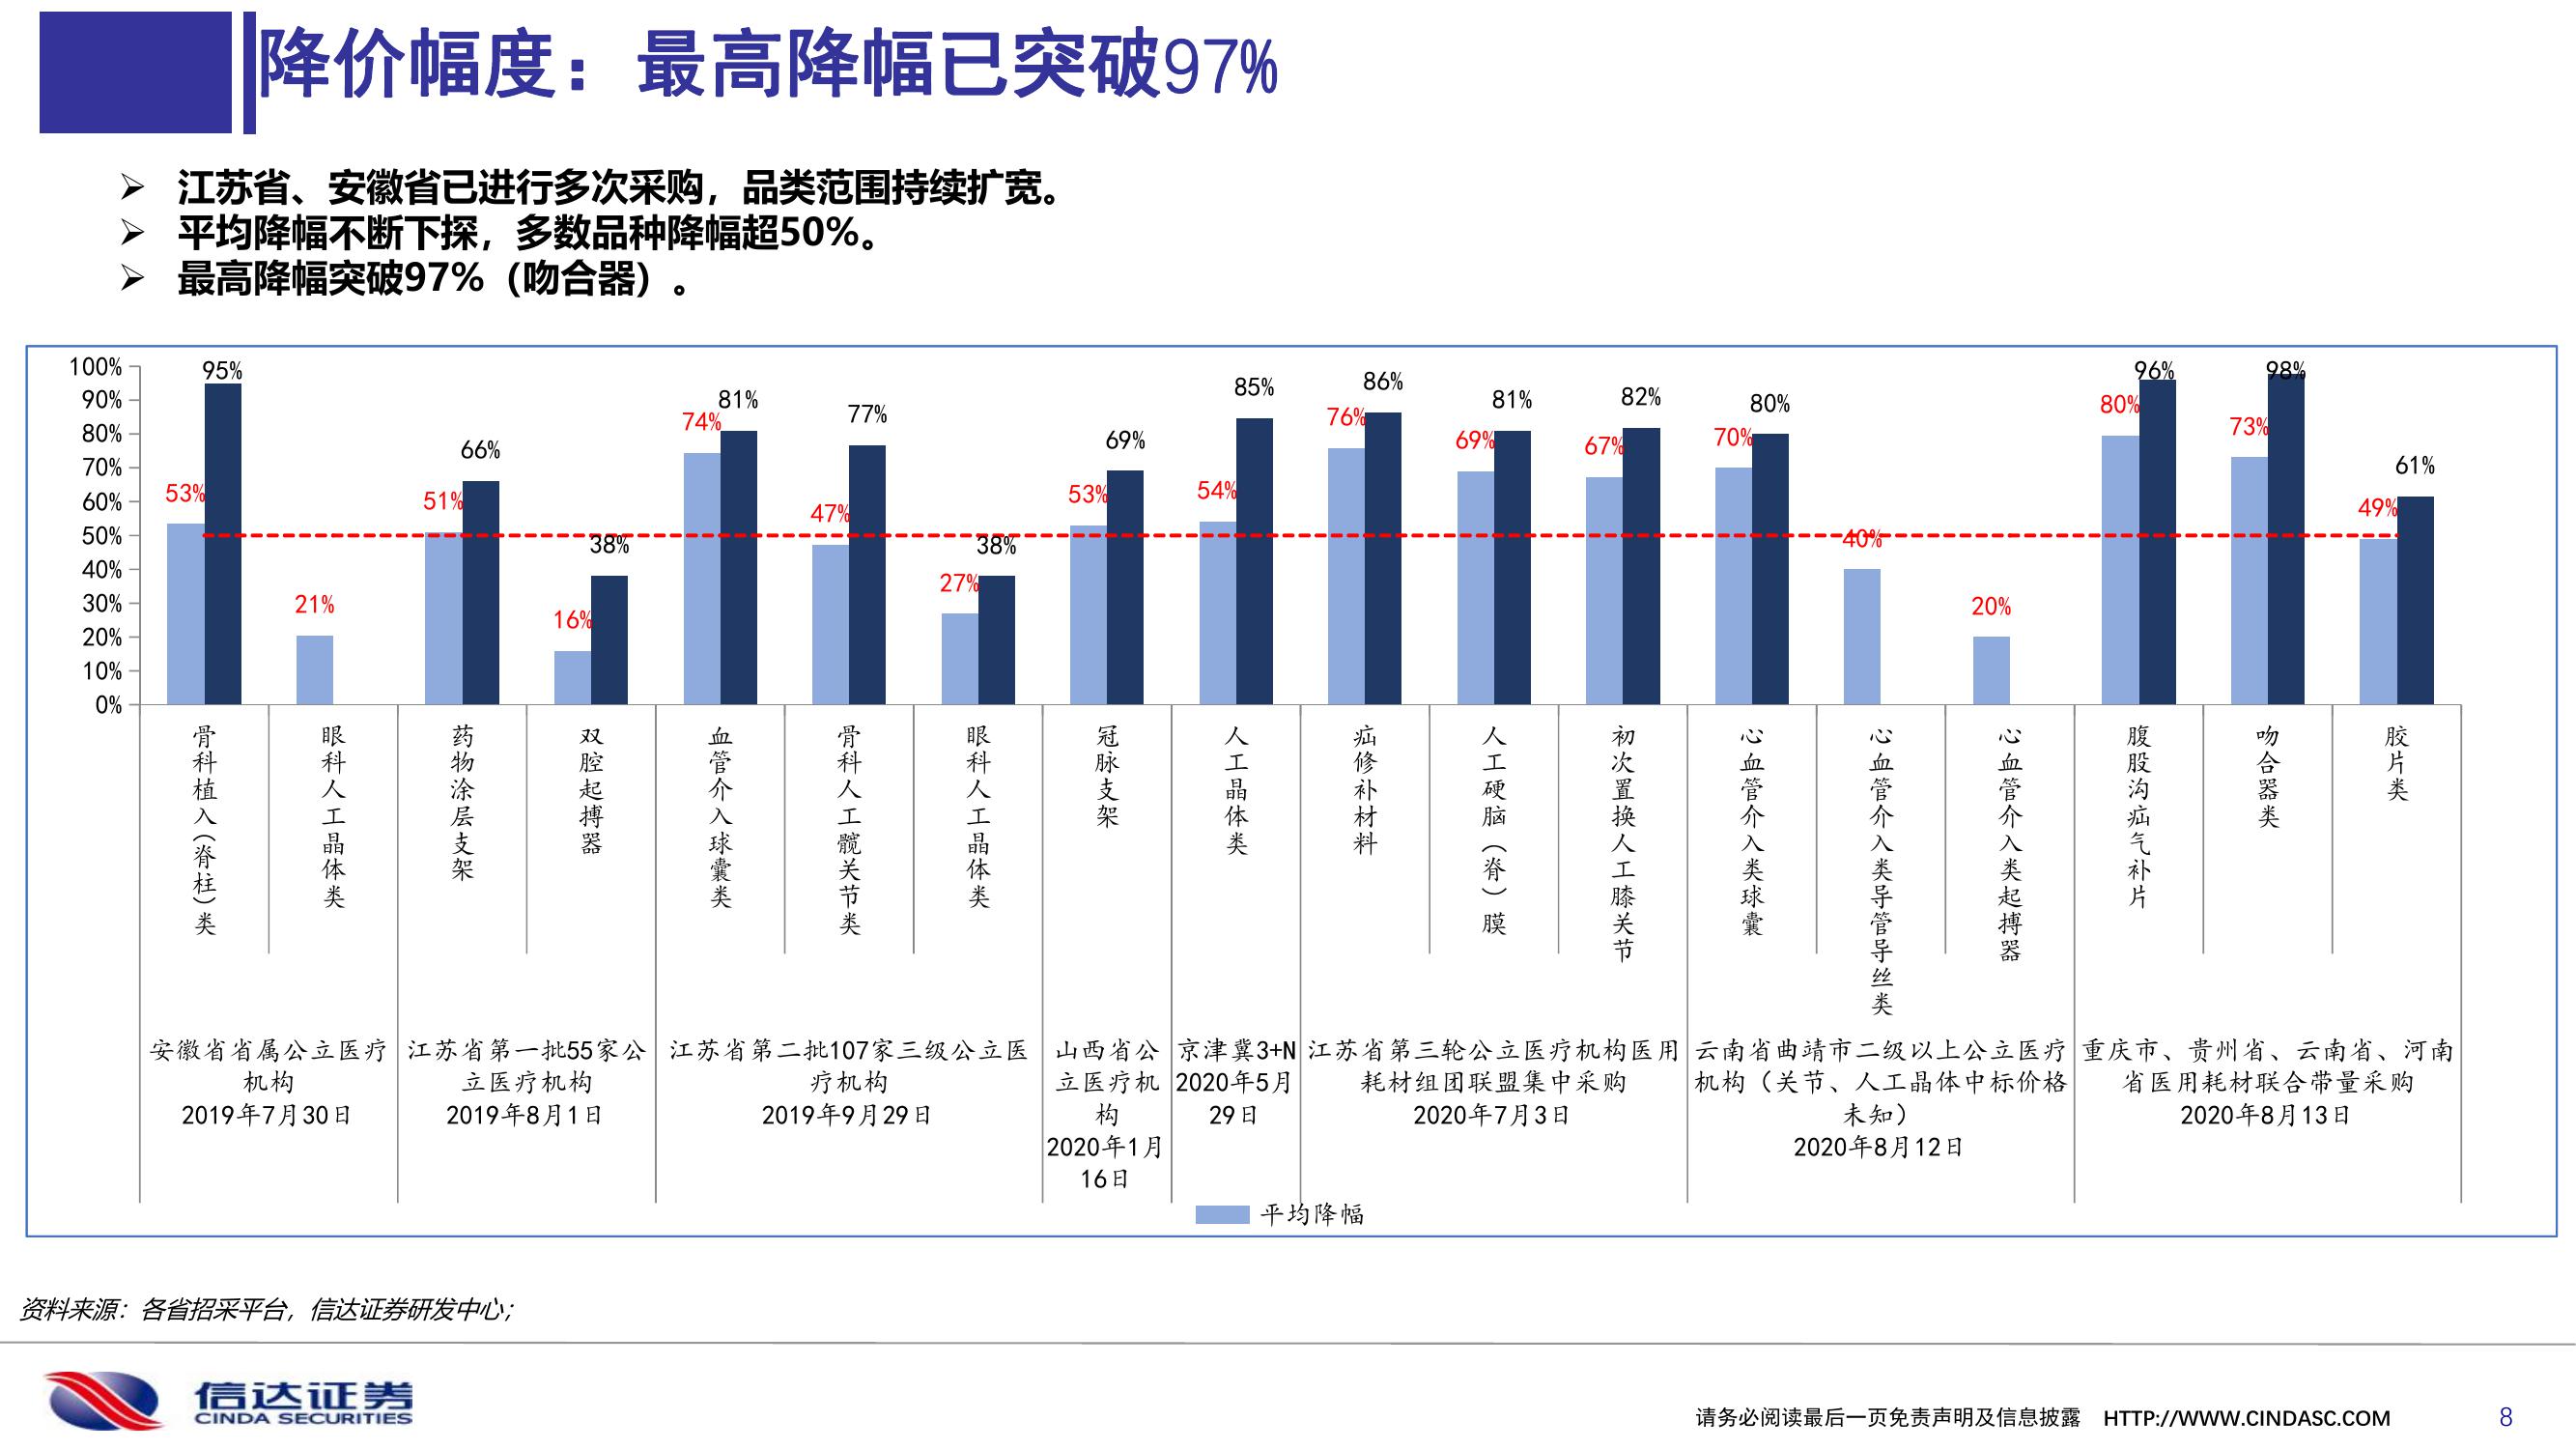 降价幅度：最高降幅已突破97%
江苏省、安徽省已进行多次采购，品类范围持续扩宽。
平均降幅不断下探，多数品种降幅超50%。
最高降幅突破97%（吻合器）。
100%
90%
80%
70%
60%
50%
40%
30%
20%
10%
0%
53%
95%
21%
51%
66%
16%
38%
74%
81%
47%
77%
27%
38%
53%
69%
54%
85%
76%
86%
69%
81%
67%
82%
70%
80%
40%
20%
80%
96%
73%
98%
49%
61%
骨科植入（脊柱）类
眼科人工晶体类
药物涂层支架
双腔起搏器
血管介入球囊类
骨科人工髋关节类
眼科人工晶体类
冠脉支架
人工晶体类
疝修补材料
人工硬脑（脊）膜
初次置换人工膝关节
心血管介入类球囊
心血管介入类导管导丝类
心血管介入类起搏器
腹股沟疝气补片
吻合器类
胶片类
安徽省省属公立医疗
机构
2019年7月30日
江苏省第一批55家公
立医疗机构
2019年8月1日
江苏省第二批107家三级公立医
疗机构
2019年9月29日
山西省公
立医疗机
构
2020年1月
16日
京津冀3+N
2020年5月
29日
江苏省第三轮公立医疗机构医用
耗材组团联盟集中采购
2020年7月3日
云南省曲靖市二级以上公立医疗
机构（关节、人工晶体中标价格
未知）
2020年8月12日
重庆市、贵州省、云南省、河南
省医用耗材联合带量采购
2020年8月13日
平均降幅
资料来源：各省招采平台，信达证券研发中心；
信达证券
CINDA SECURITIES
请务必阅读最后一页免责声明及信息披露 HTTP://WWW.CINDASC.COM 8